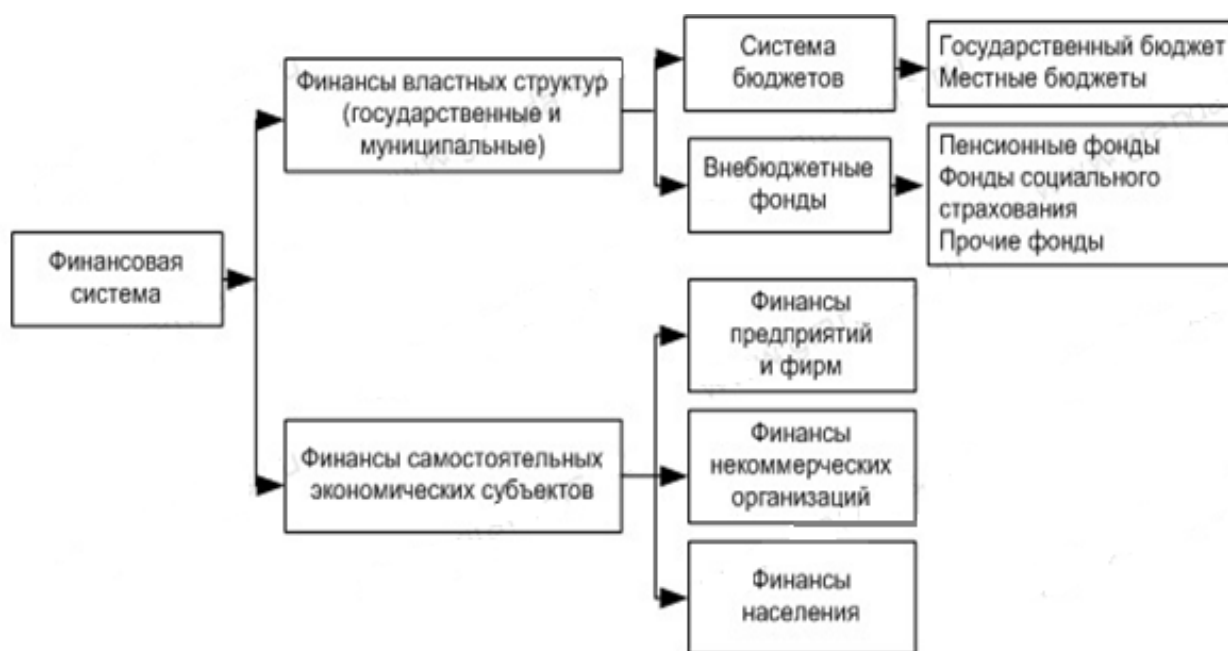 Финансовая
система
Финансы властных структур
(государственные и
муниципальные)
Система
бюджетов
Государственный бюджет
Местные бюджеты
Внебюджетные
фонды
Пенсионные фонды
Фонды социального
страхования
Прочие фонды
Финансы самостоятельных
экономических субъектов
Финансы
предприятий
и фирм
Финансы
некоммерческих
организаций
Финансы
населения